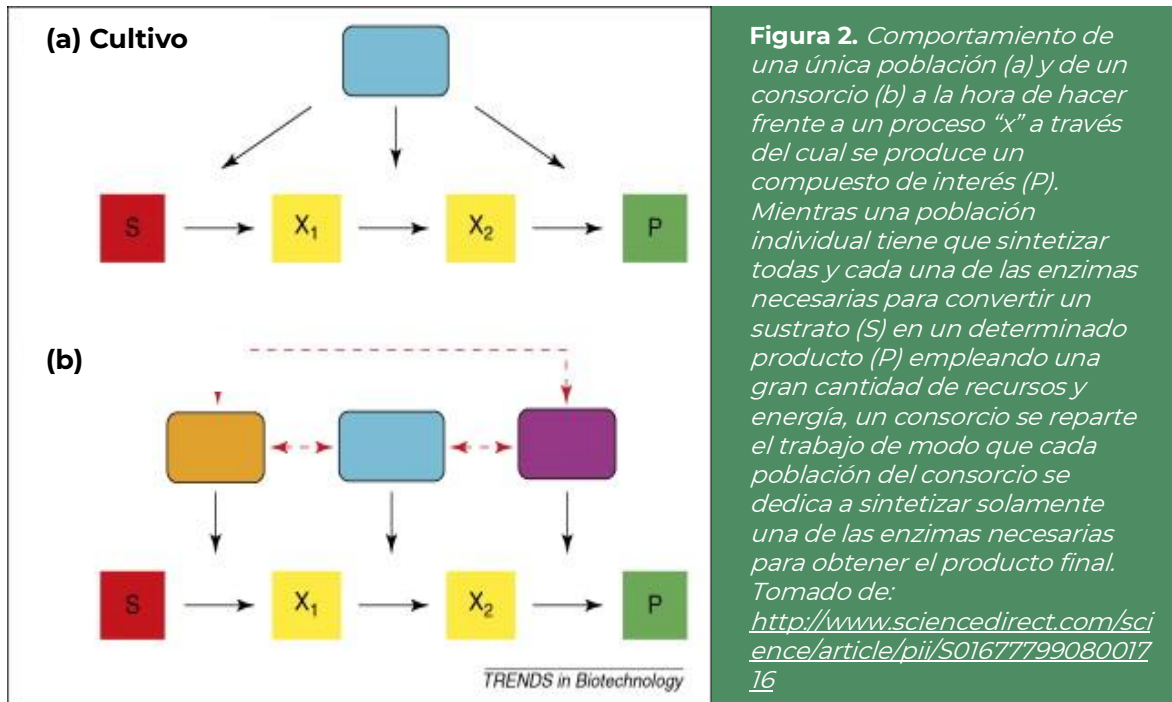 (a) Cultivo
S
X₁
X₂
P
(b)
S
X₁
X₂
P
TRENDS in Biotechnology
Figura 2. Comportamiento de
una única población (a) y de un
consorcio (b) a la hora de hacer
frente a un proceso “x” a través
del cual se produce un
compuesto de interés (P).
Mientras una población
individual tiene que sintetizar
todas y cada una de las enzimas
necesarias para convertir un
sustrato (S) en un determinado
producto (P) empleando una
gran cantidad de recursos y
energía, un consorcio se reparte
el trabajo de modo que cada
población del consorcio se
dedica a sintetizar solamente
una de las enzimas necesarias
para obtener el producto final.
Tomado de:
http://www.sciencedirect.com/sci
ence/article/pii/S01677799080017
16